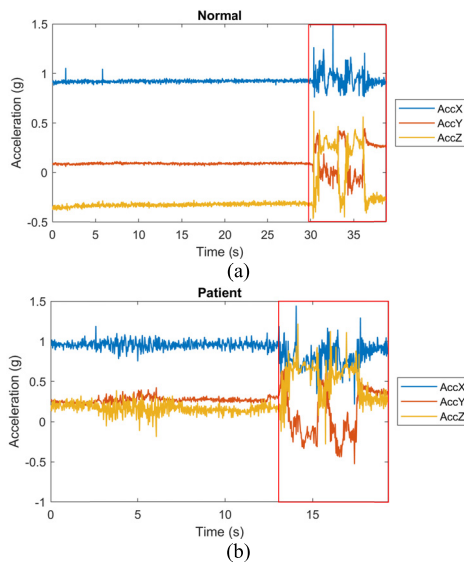 Normal
1.5
1
0.5
0
-0.5
Acceleration (g)
0 5 10 15 20 25 30 35
Time (s)
AccX
AccY
AccZ
(a)
Patient
1.5
1
0.5
0
-0.5
-1
Acceleration (g)
0 5 10 15
Time (s)
AccX
AccY
AccZ
(b)